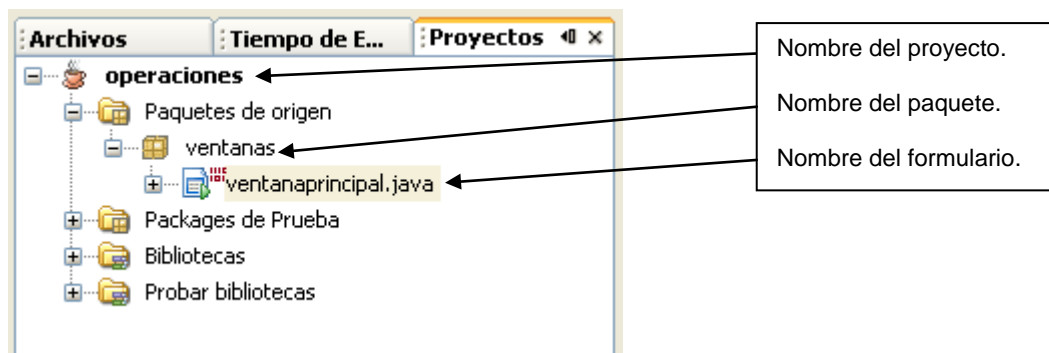 Archivos Tiempo de E... Proyectos
operaciones
Paquetes de origen
ventanas
ventanaprincipal.java
Packages de Prueba
Bibliotecas
Probar bibliotecas
Nombre del proyecto.
Nombre del paquete.
Nombre del formulario.